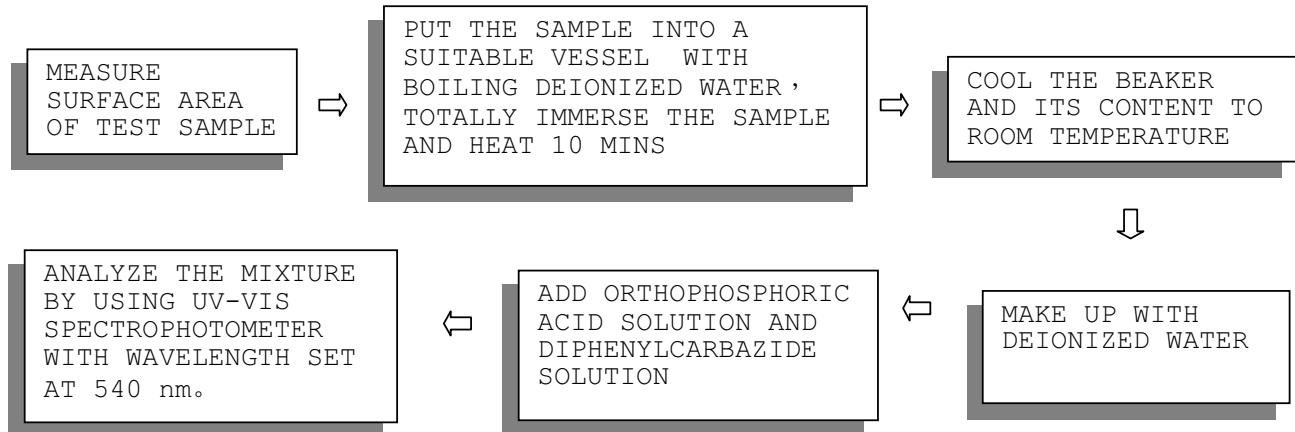 MEASURE
SURFACE AREA
OF TEST SAMPLE
PUT THE SAMPLE INTO A
SUITABLE VESSEL WITH
BOILING DEIONIZED WATER，
TOTALLY IMMERSE THE SAMPLE
AND HEAT 10 MINS
COOL THE BEAKER
AND ITS CONTENT TO
ROOM TEMPERATURE
MAKE UP WITH
DEIONIZED WATER
ADD ORTHOPHOSPHORIC
ACID SOLUTION AND
DIPHENYLCARBAZIDE
SOLUTION
ANALYZE THE MIXTURE
BY USING UV-VIS
SPECTROPHOTOMETER
WITH WAVELENGTH SET
AT 540 nm。